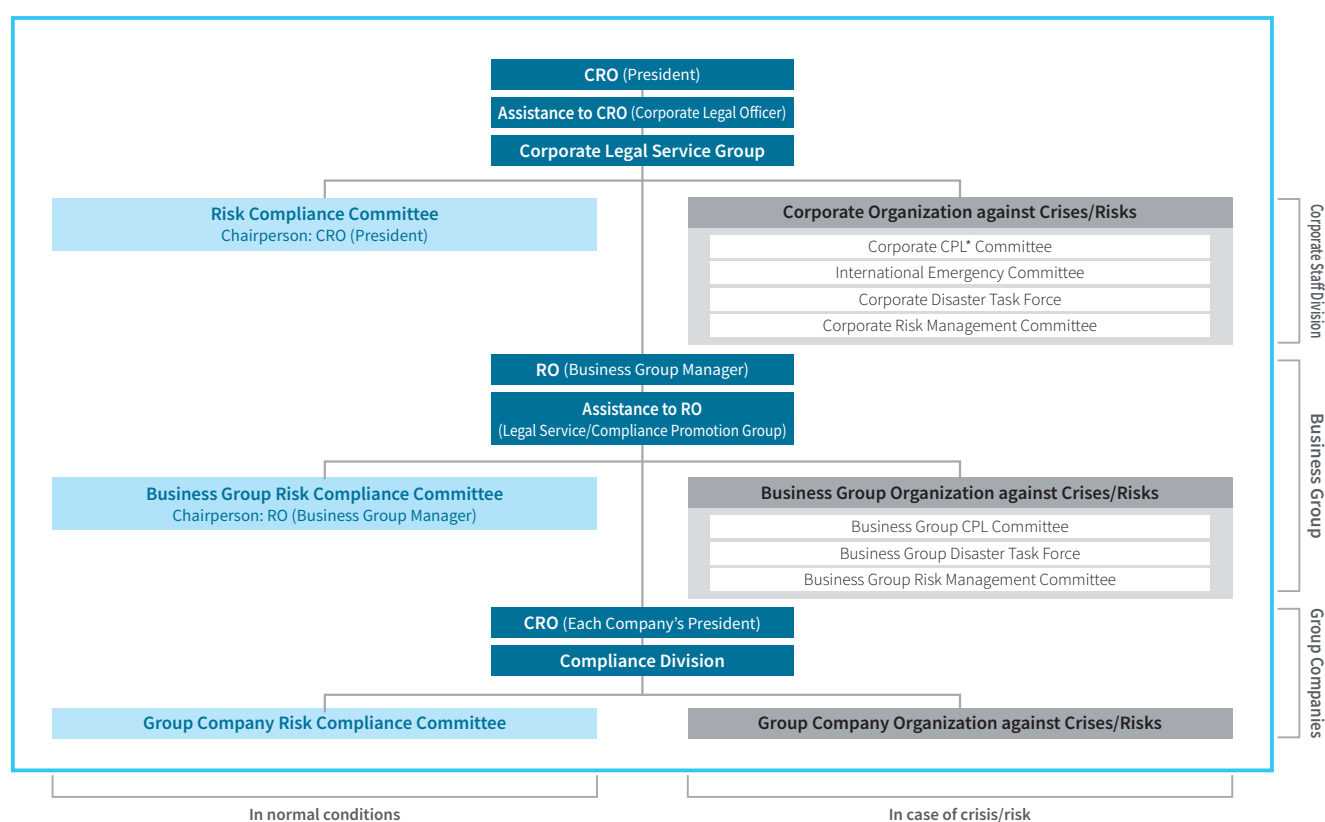 CRO (President)
Assistance to CRO (Corporate Legal Officer)
Corporate Legal Service Group
Risk Compliance Committee
Chairperson: CRO (President)
Corporate Organization against Crises/Risks
Corporate CPL* Committee
International Emergency Committee
Corporate Disaster Task Force
Corporate Risk Management Committee
Corporate Staff Division
RO (Business Group Manager)
Assistance to RO
(Legal Service/Compliance Promotion Group)
Business Group Risk Compliance Committee
Chairperson: RO (Business Group Manager)
Business Group Organization against Crises/Risks
Business Group CPL Committee
Business Group Disaster Task Force
Business Group Risk Management Committee
Business Group
CRO (Each Company’s President)
Compliance Division
Group Company Risk Compliance Committee
Group Company Organization against Crises/Risks
Group Companies
In normal conditions
In case of crisis/risk